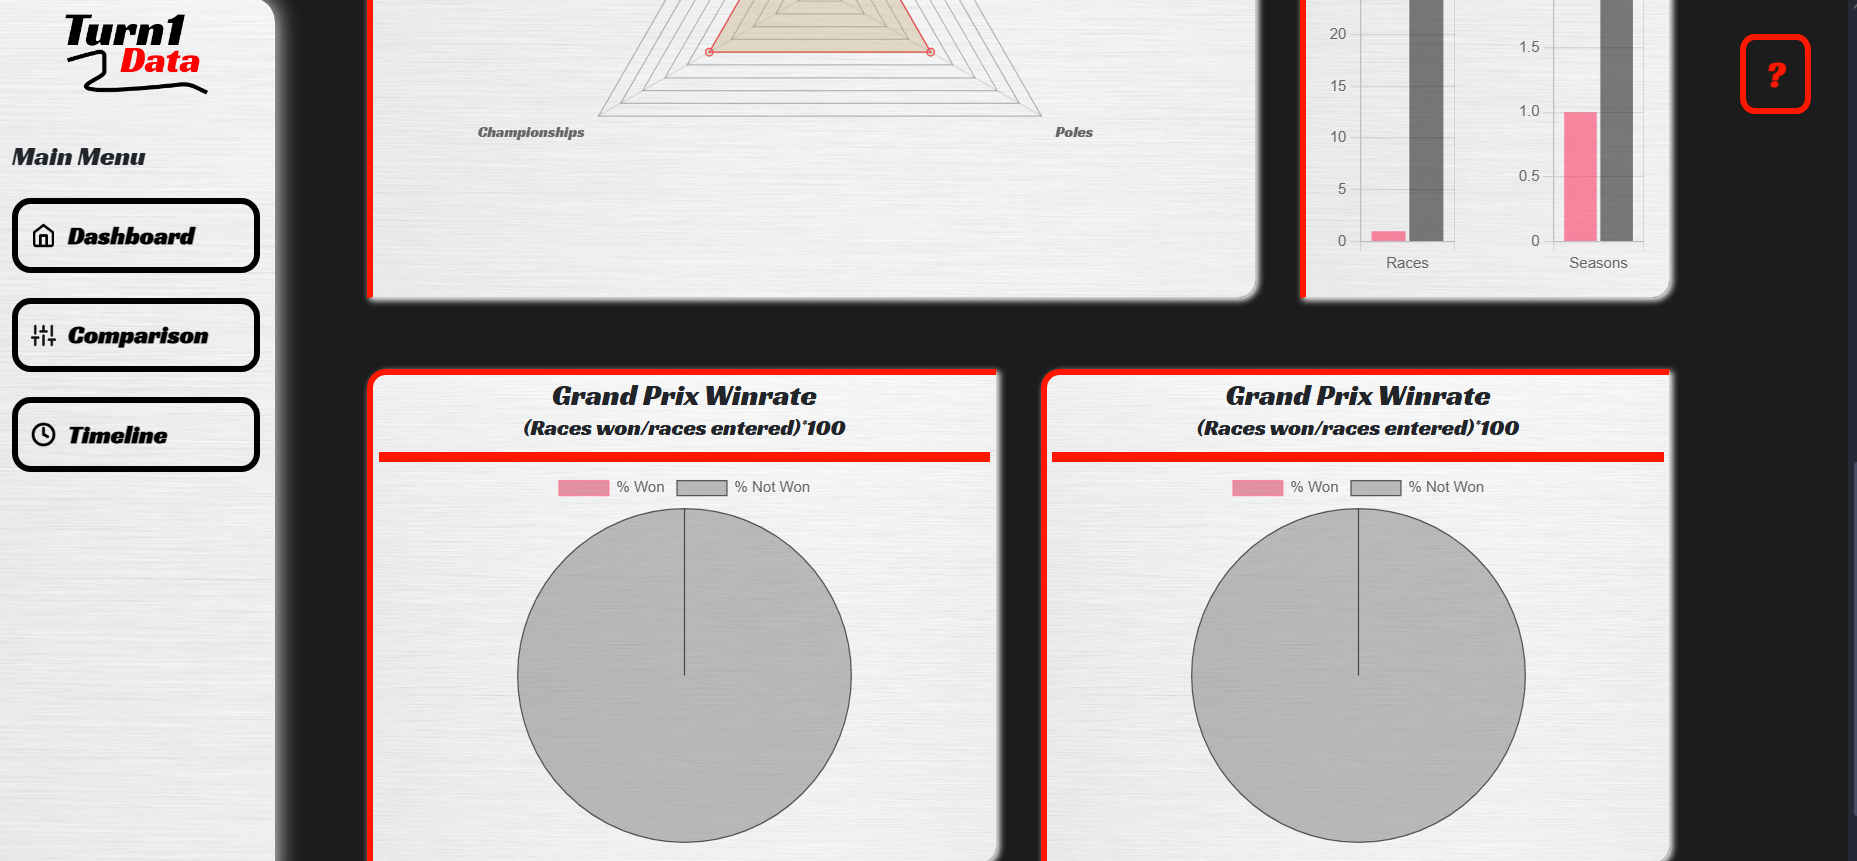 Turn1
Data
Main Menu
Dashboard
Comparison
Timeline
Championships
Poles
20
15
10
5
0
Races
1.5
1.0
0.5
0
Seasons
?
Grand Prix Winrate
(Races won/races entered)*100
% Won
% Not Won
Grand Prix Winrate
(Races won/races entered)*100
% Won
% Not Won